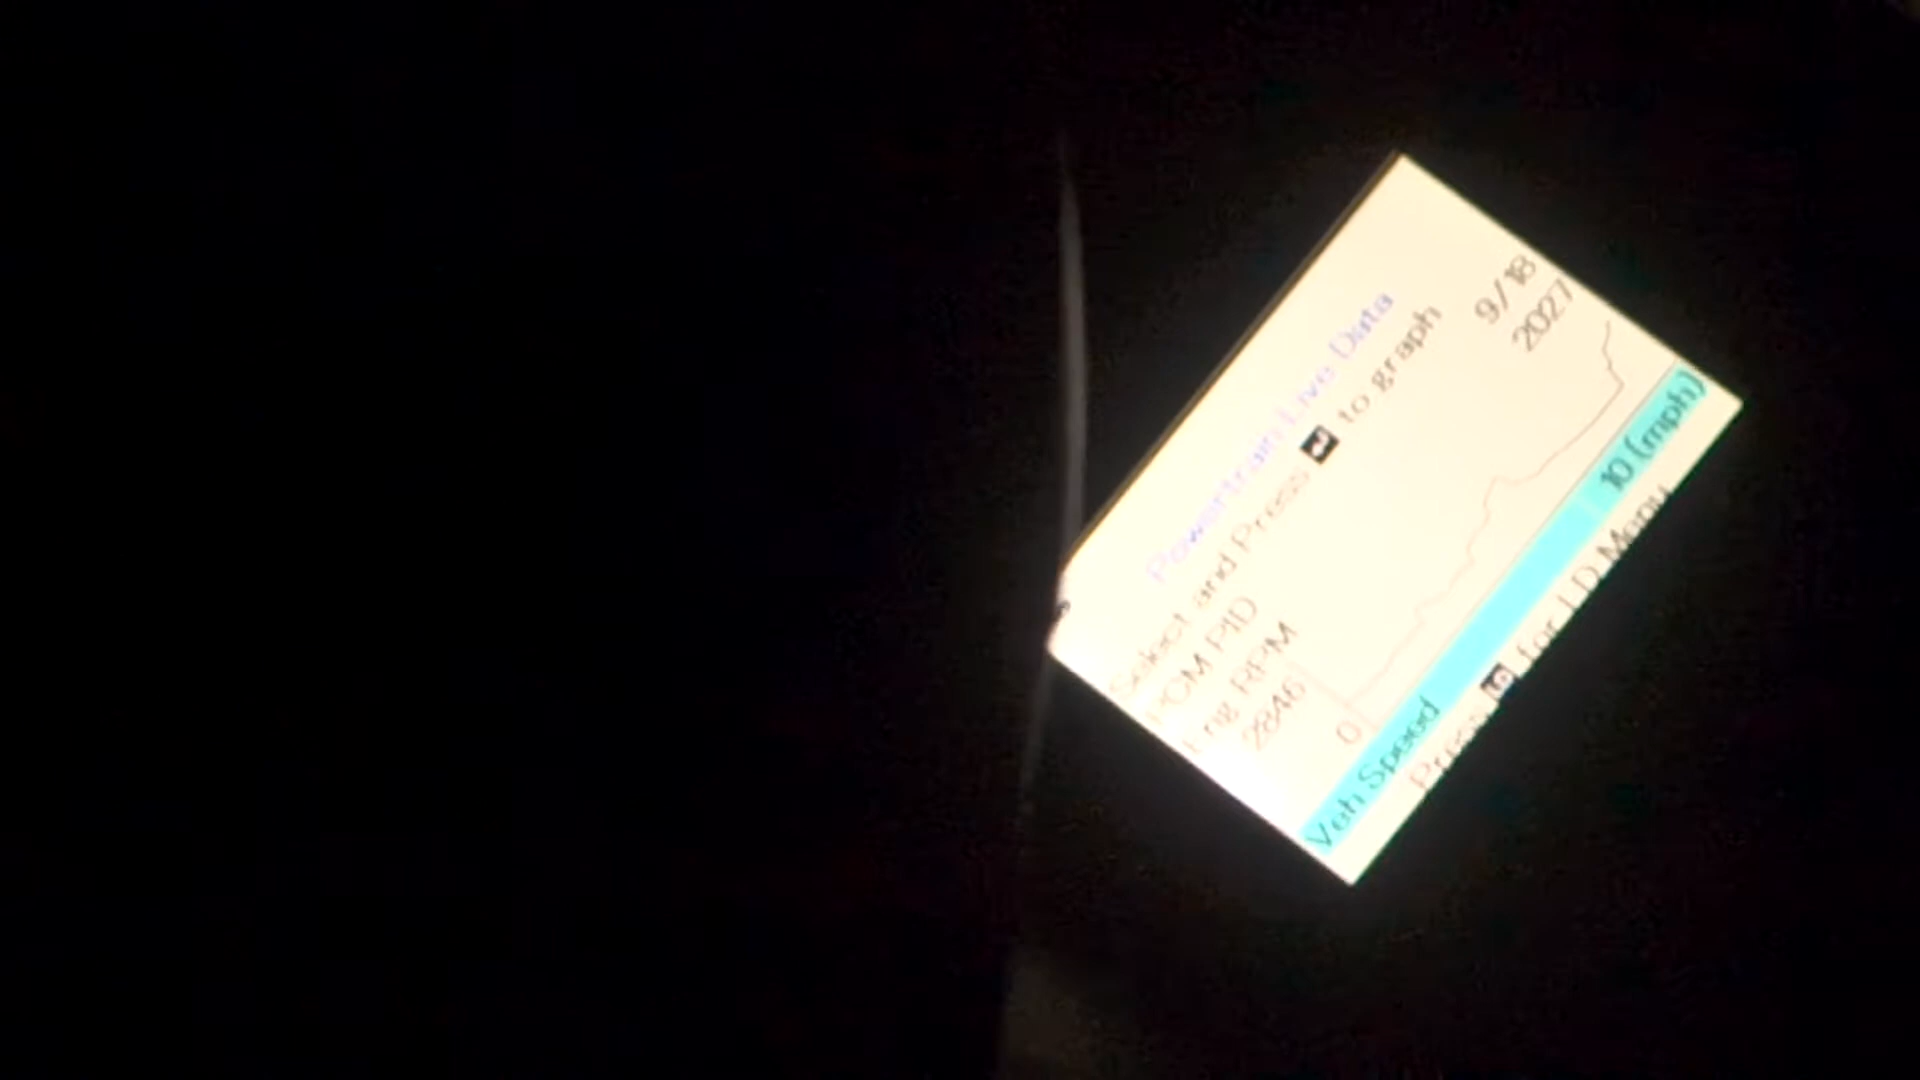 Powertrain Live Data
Select and Press to graph
PCM PID 9/18
Eng RPM 2027
2846
0
Veh Speed 10 (mph)
Press for LD Menu